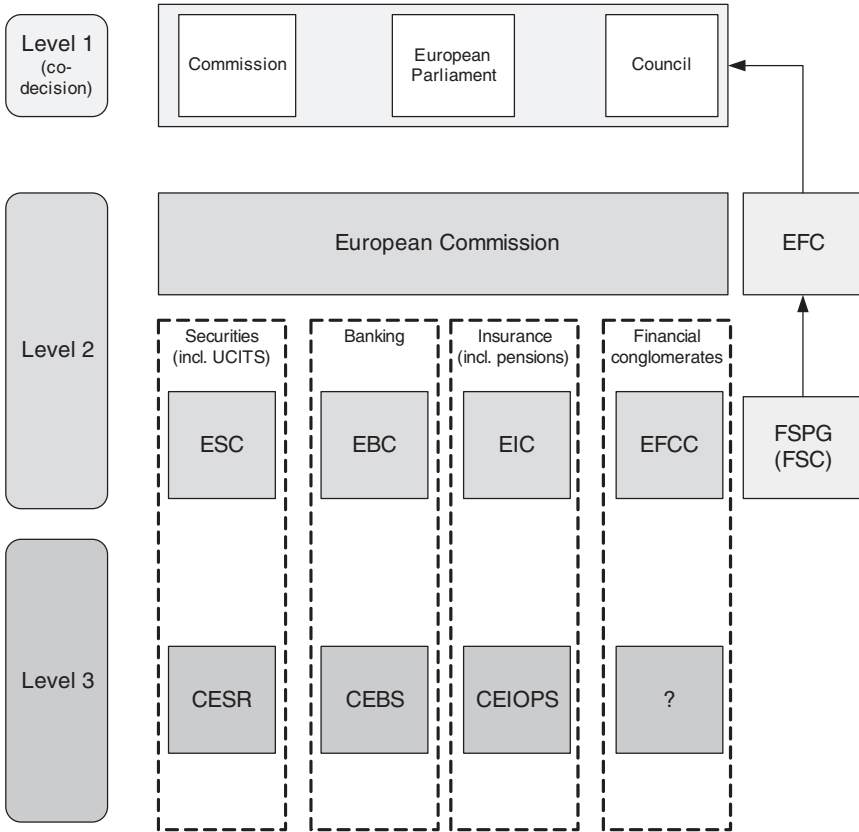 Level 1
(co-
decision)
Commission
European
Parliament
Council
European Commission
EFC
Level 2
Securities
(incl. UCITS)
Banking
Insurance
(incl. pensions)
Financial
conglomerates
ESC
EBC
EIC
EFCC
FSPG
(FSC)
Level 3
CESR
CEBS
CEIOPS
?